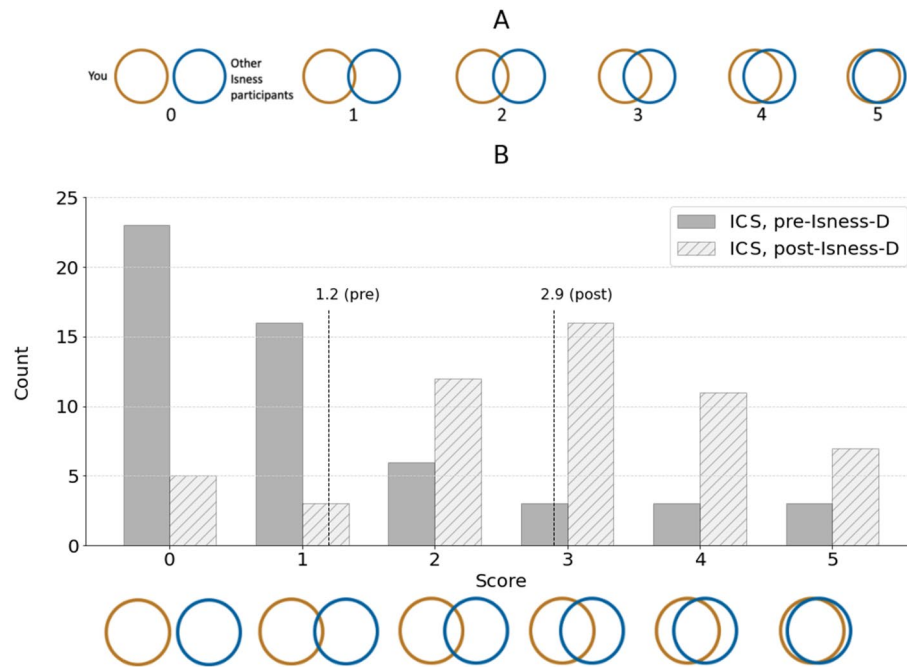 A
You
Other
Isness
participants
0 1 2 3 4 5
B
25
20
15
10
5
0
Count
ICS, pre-Isness-D
ICS, post-Isness-D
1.2 (pre)
2.9 (post)
0 1 2 3 4 5
Score